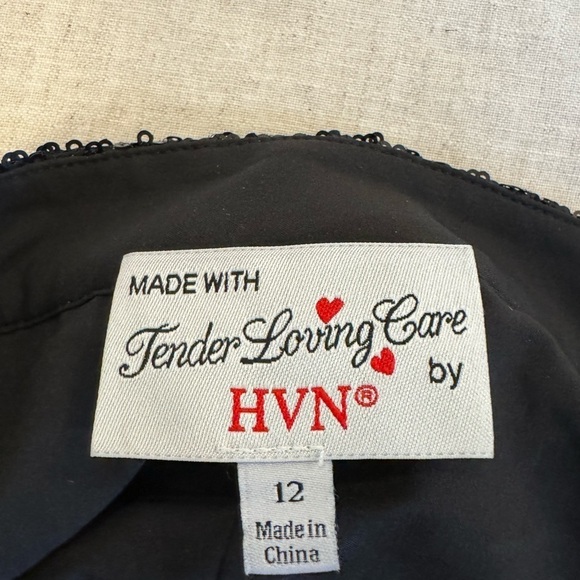 MADE WITH
Tender Loving Care
by
HVN®
12
Made in
China